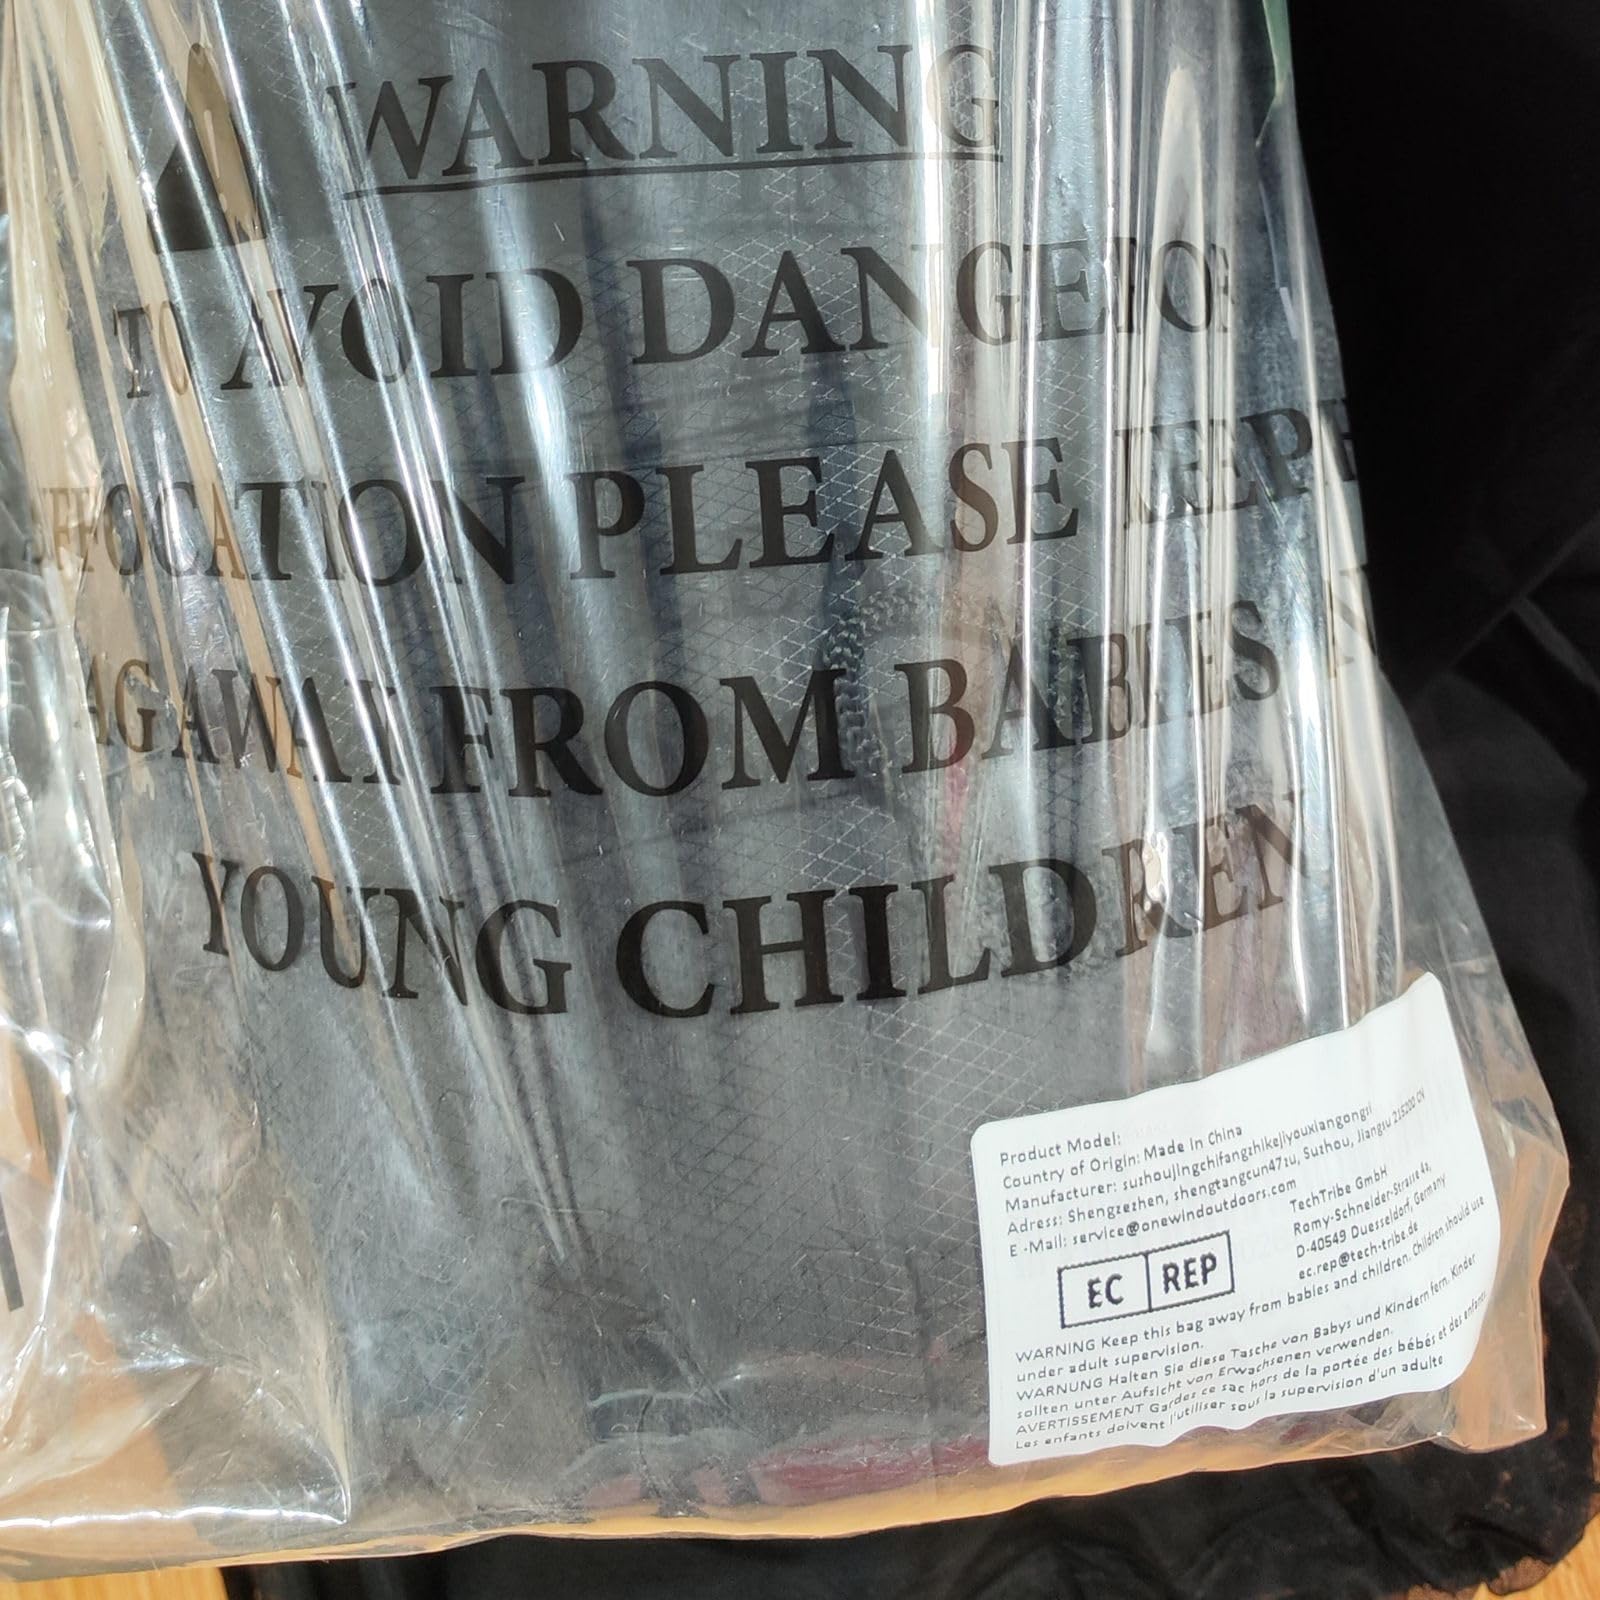 WARNING
TO AVOID DANGER OF
SUFFOCATION PLEASE KEEP
BAG AWAY FROM BABIES
YOUNG CHILDREN
Product Model:
Country of Origin: Made In China
Manufacturer: suzhoujingchifangzhikejiyouxiangongsi
Adress: Shengzezhen, shengtangcun47zu, Suzhou, Jiangsu 215200 CN
E -Mail: service@onewindoutdoors.com
EC REP
TechTribe GmbH
Romy-Schneider-Strasse 4a,
D-40549 Duesseldorf, Germany
ec.rep@tech-tribe.de
WARNING Keep this bag away from babies and children. Children should use
under adult supervision.
WARNUNG Halten Sie diese Tasche von Babys und Kindern fern. Kinder
sollten unter Aufsicht von Erwachsenen verwenden.
AVERTISSEMENT Gardes ce sac hors de la portée des bébés et des enfants
Les enfants doivent l'utiliser sous la supervision d'un adulte